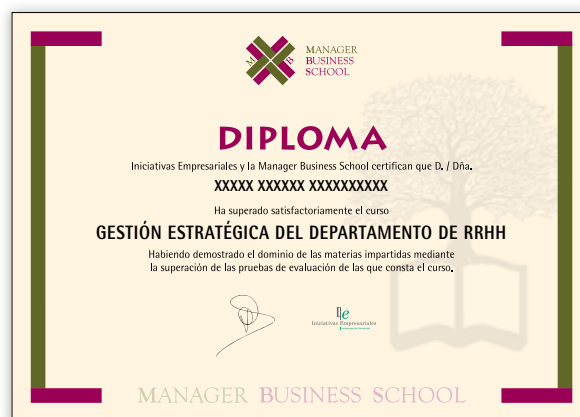 M B
MANAGER
BUSINESS
SCHOOL
DIPLOMA
Iniciativas Empresariales y la Manager Business School certifican que D. / Dña.
XXXXX XXXXXX XXXXXXXXXX
Ha superado satisfactoriamente el curso
GESTIÓN ESTRATÉGICA DEL DEPARTAMENTO DE RRHH
Habiendo demostrado el dominio de las materias impartidas mediante
la superación de las pruebas de evaluación de las que consta el curso.
Iniciativas Empresariales
MANAGER BUSINESS SCHOOL